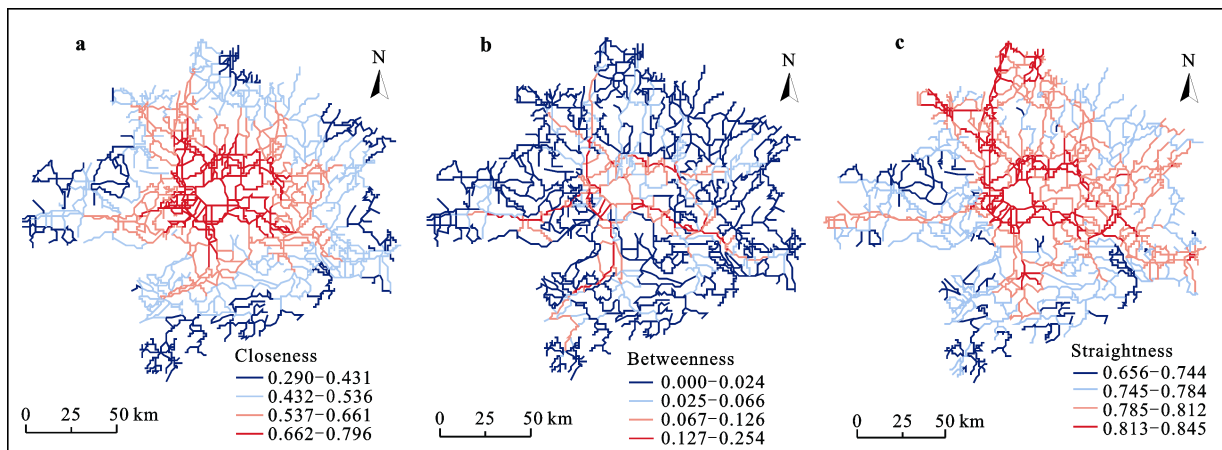 a
N
Closeness
0.290−0.431
0.432−0.536
0.537−0.661
0.662−0.796
0 25 50 km
b
N
Betweenness
0.000−0.024
0.025−0.066
0.067−0.126
0.127−0.254
0 25 50 km
c
N
Straightness
0.656−0.744
0.745−0.784
0.785−0.812
0.813−0.845
0 25 50 km